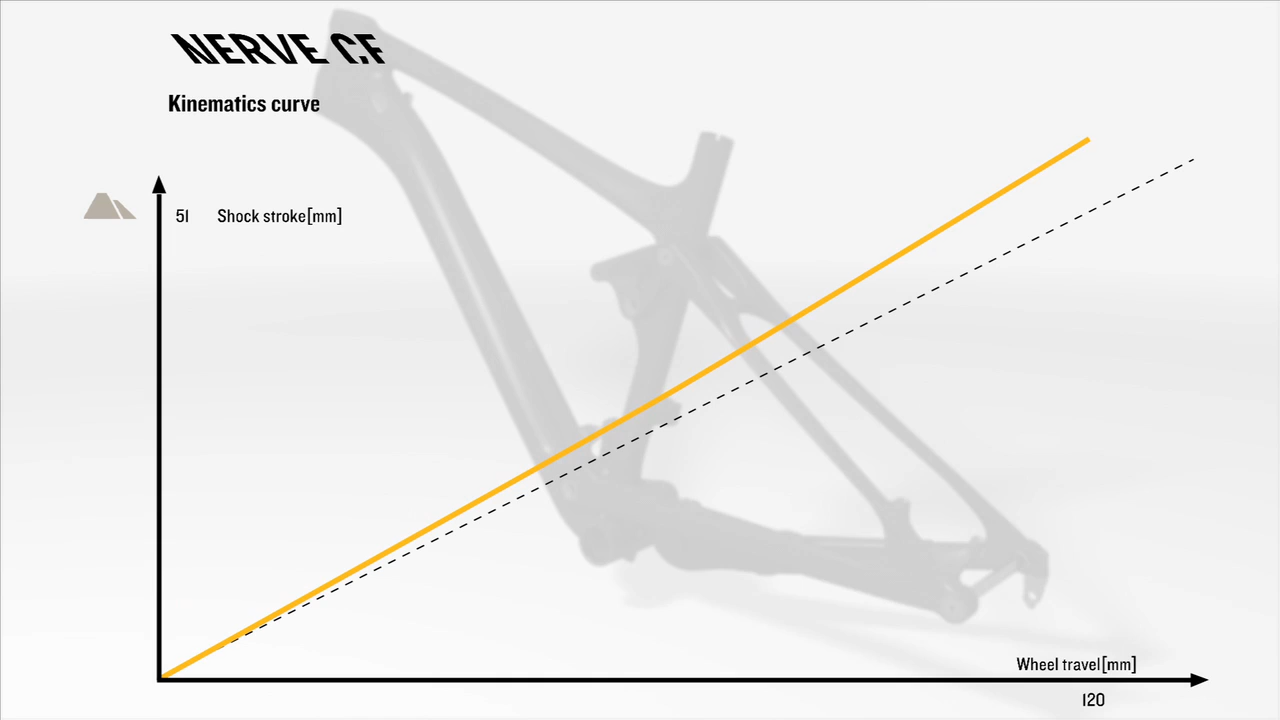 NERVE CF
Kinematics curve
51 Shock stroke[mm]
Wheel travel[mm]
120